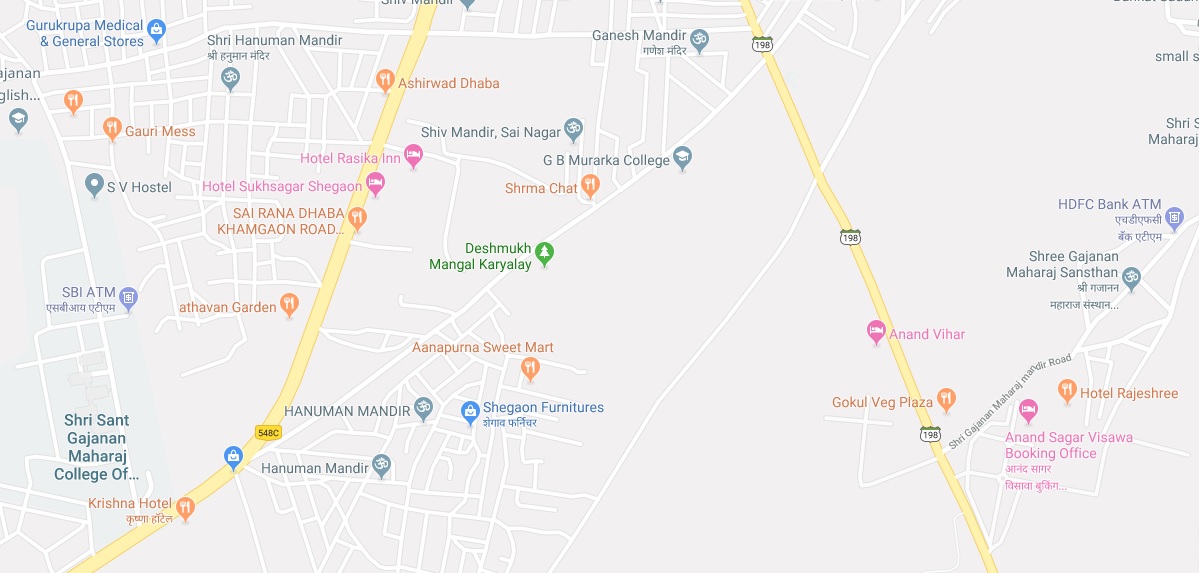 Shiv Mandir
Gurukrupa Medical
& General Stores
Shri Hanuman Mandir
श्री हनुमान मंदिर
Ganesh Mandir
गणेश मंदिर
198
small s
ajanan
glish...
Ashirwad Dhaba
Gauri Mess
Shiv Mandir, Sai Nagar
Shri S
Maharaj
Hotel Rasika Inn
G B Murarka College
S V Hostel
Hotel Sukhsagar Shegaon
Shrma Chat
SAI RANA DHABA
KHAMGAON ROAD...
HDFC Bank ATM
एचडीएफसी
बँक एटीएम
198
Deshmukh
Mangal Karyalay
Shree Gajanan
Maharaj Sansthan
श्री गजानन
महाराज संस्थान...
SBI ATM
एसबीआय एटीएम
athavan Garden
Anand Vihar
Aanapurna Sweet Mart
Shri Gajanan Maharaj mandir Road
Hotel Rajeshree
Gokul Veg Plaza
HANUMAN MANDIR
Shegaon Furnitures
शेगाव फर्निचर
Shri Sant
Gajanan
Maharaj
College Of...
548C
198
Anand Sagar Visawa
Booking Office
आनंद सागर
विसावा बुकिंग...
Hanuman Mandir
Krishna Hotel
कृष्णा हॉटेल